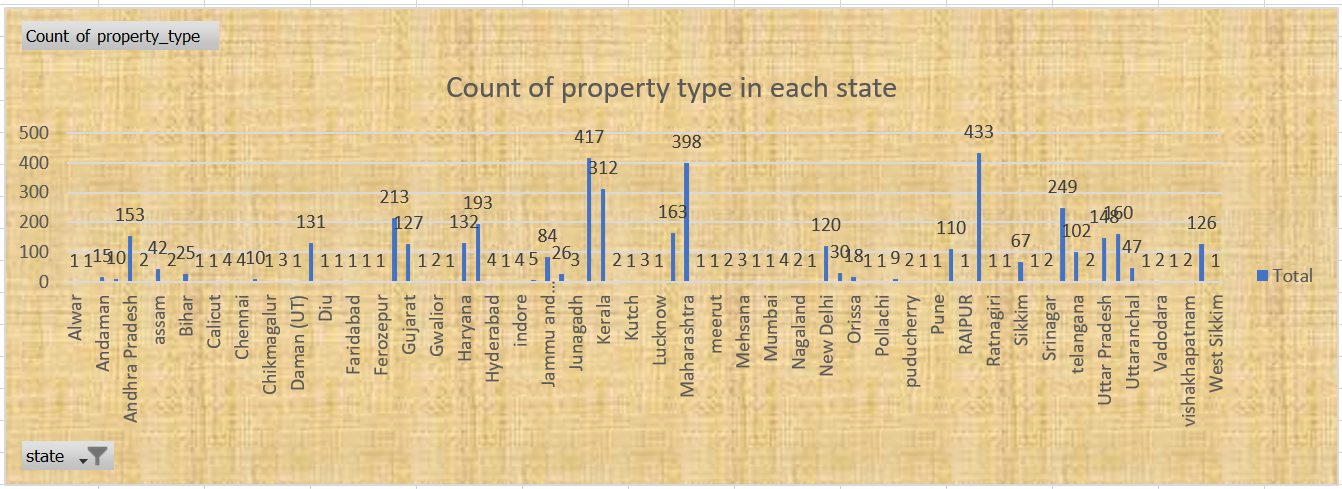 Count of property_type
Count of property type in each state
500
400
300
200
100
0
1 1 15 10 153 2 42 2 25 1 1 4 4 10 1 3 1 131 1 1 1 1 1 213 127 1 2 1 132 193 4 1 4 5 84 26 3 417 312 2 1 3 1 163 398 1 1 2 3 1 1 4 2 1 120 30 18 1 1 9 2 1 1 110 1 433 1 1 67 1 2 249 102 2 148 160 47 1 2 1 2 126 1
Alwar
Andaman
Andhra Pradesh
assam
Bihar
Calicut
Chennai
Chikmagalur
Daman (UT)
Diu
Faridabad
Ferozepur
Gujarat
Gwalior
Haryana
Hyderabad
indore
Jammu and...
Junagadh
Kerala
Kutch
Lucknow
Maharashtra
meerut
Mehsana
Mumbai
Nagaland
New Delhi
Orissa
Pollachi
puducherry
Pune
RAIPUR
Ratnagiri
Sikkim
Srinagar
telangana
Uttar Pradesh
Uttaranchal
Vadodara
vishakhapatnam
West Sikkim
Total
state